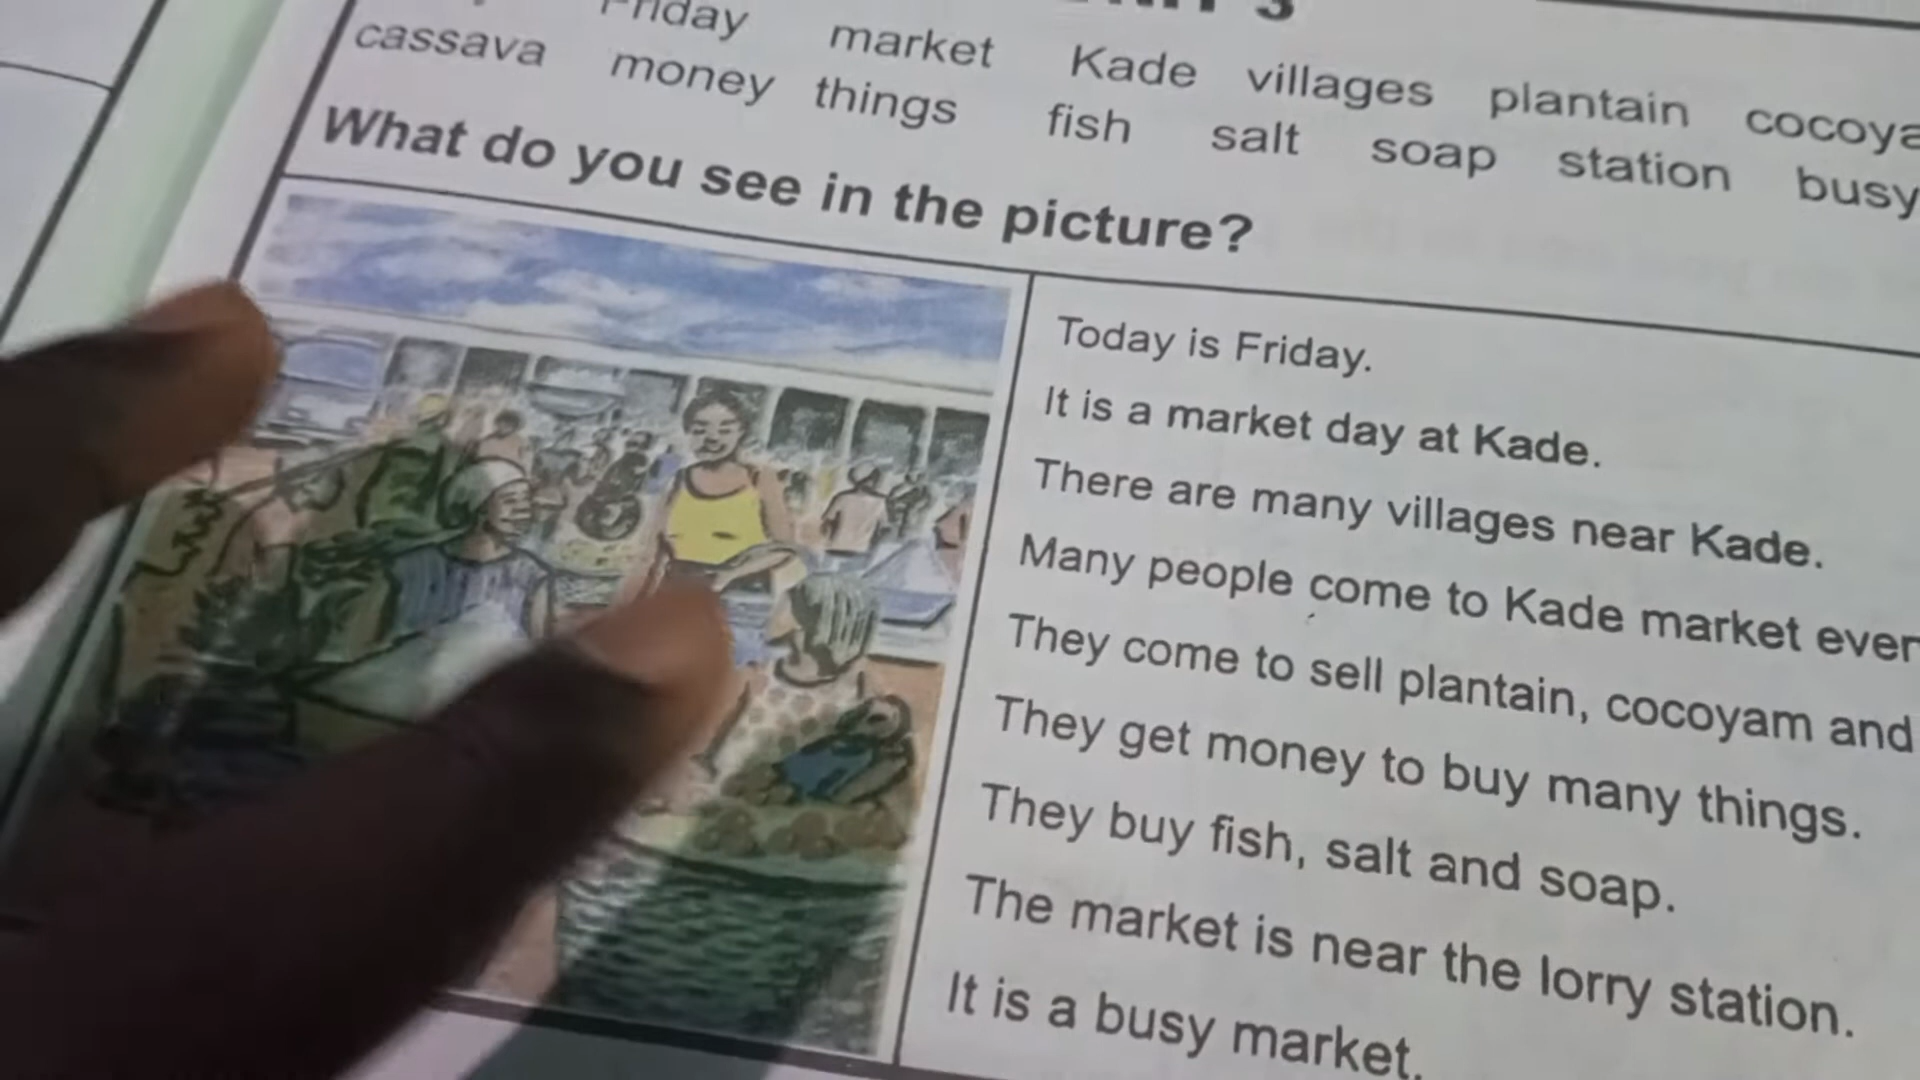 3
Friday market Kade villages plantain
cassava money things fish salt soap station busy
What do you see in the picture?
Today is Friday.
It is a market day at Kade.
There are many villages near Kade.
Many people come to Kade market
They come to sell plantain, cocoyam and
They get money to buy many things.
They buy fish, salt and soap.
The market is near the lorry station.
It is a busy market.